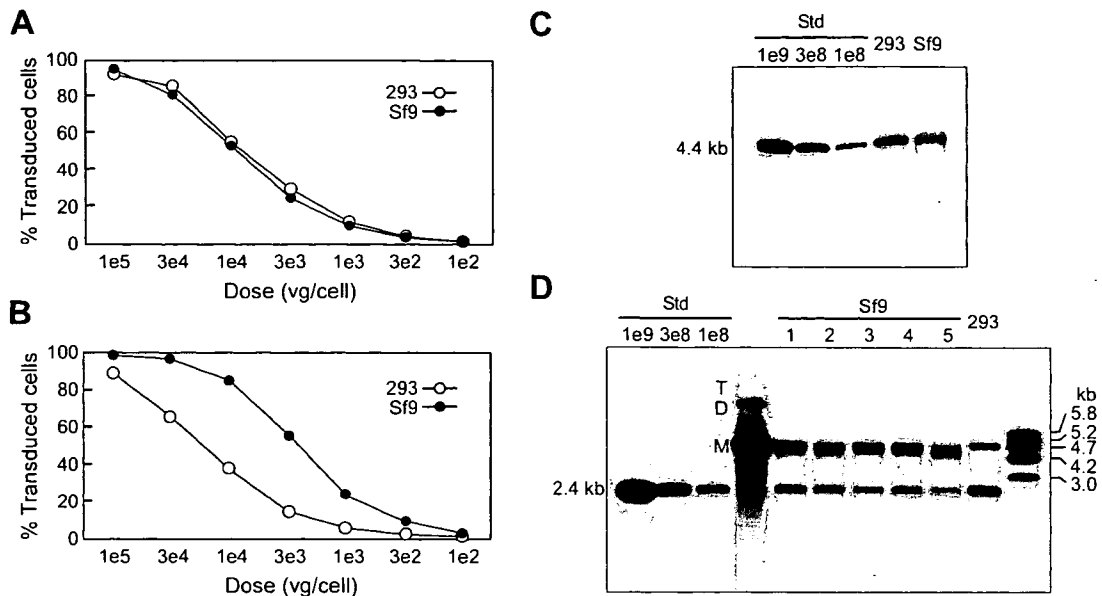 A
% Transduced cells
100
80
60
40
20
0
293
Sf9
1e5 3e4 1e4 3e3 1e3 3e2 1e2
Dose (vg/cell)
B
% Transduced cells
100
80
60
40
20
0
293
Sf9
1e5 3e4 1e4 3e3 1e3 3e2 1e2
Dose (vg/cell)
C
Std
1e9 3e8 1e8 293 Sf9
4.4 kb
D
Std Sf9
1e9 3e8 1e8 1 2 3 4 5 293
T
D
M
2.4 kb
kb
5.8
5.2
4.7
4.2
3.0